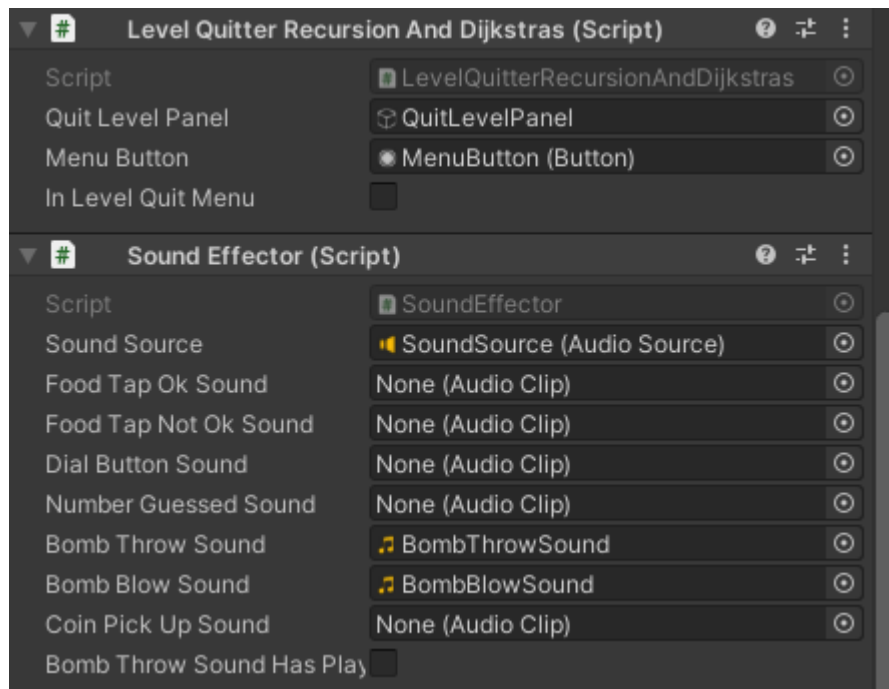 Level Quitter Recursion And Dijkstras (Script)
Script LevelQuitterRecursionAndDijkstras
Quit Level Panel QuitLevelPanel
Menu Button MenuButton (Button)
In Level Quit Menu
Sound Effector (Script)
Script SoundEffector
Sound Source SoundSource (Audio Source)
Food Tap Ok Sound None (Audio Clip)
Food Tap Not Ok Sound None (Audio Clip)
Dial Button Sound None (Audio Clip)
Number Guessed Sound None (Audio Clip)
Bomb Throw Sound BombThrowSound
Bomb Blow Sound BombBlowSound
Coin Pick Up Sound None (Audio Clip)
Bomb Throw Sound Has Play